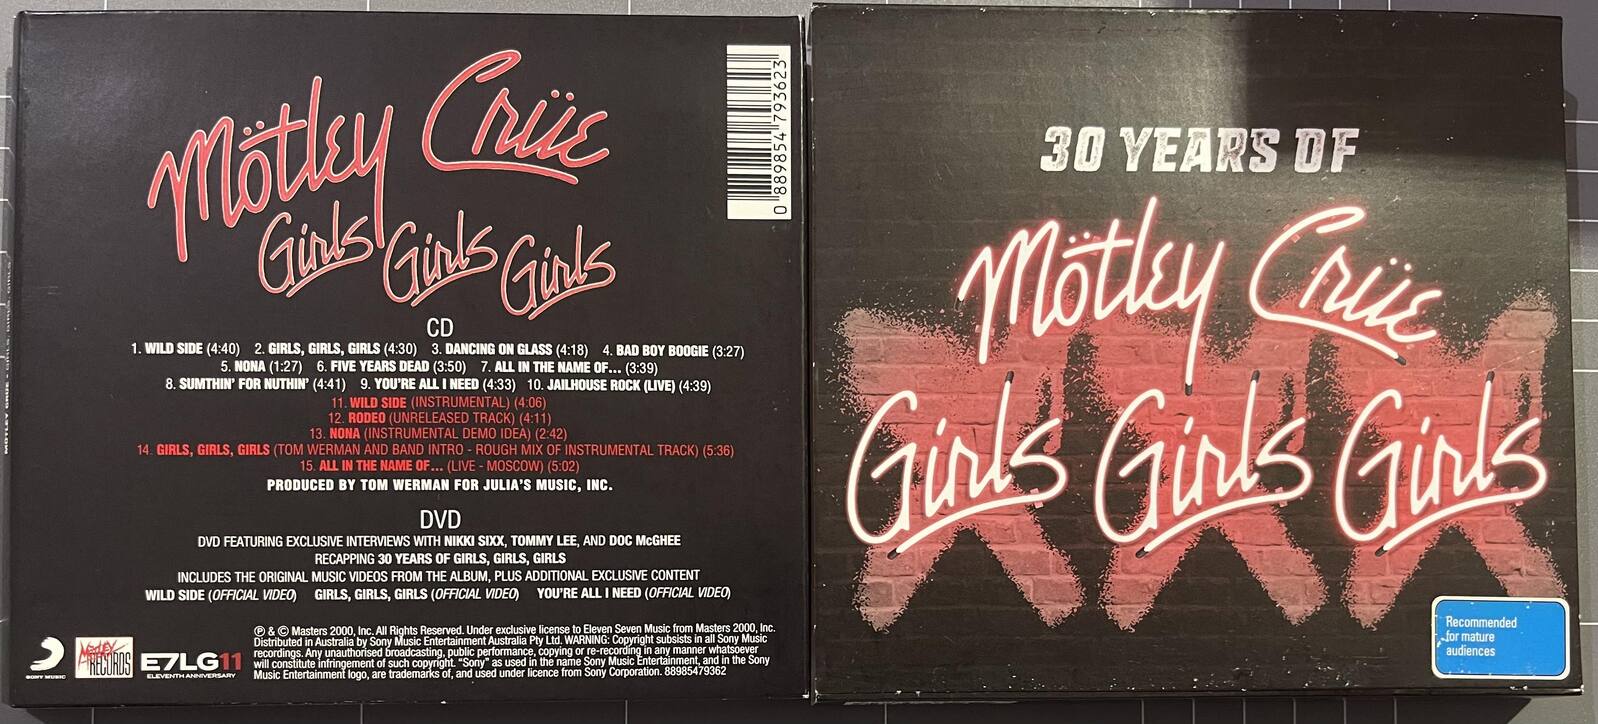 Mötley Crüe
Girls Girls Girls
0 889854 793623
CD
1. WILD SIDE (4:40) 2. GIRLS, GIRLS, GIRLS (4:30) 3. DANCING ON GLASS (4:18) 4. BAD BOY BOOGIE (3:27)
5. NONA (1:27) 6. FIVE YEARS DEAD (3:50) 7. ALL IN THE NAME OF... (3:39)
8. SUMTHIN' FOR NUTHIN' (4:41) 9. YOU'RE ALL I NEED (4:33) 10. JAILHOUSE ROCK (LIVE) (4:39)
11. WILD SIDE (INSTRUMENTAL) (4:06)
12. RODEO (UNRELEASED TRACK) (4:11)
13. NONA (INSTRUMENTAL DEMO IDEA) (2:42)
14. GIRLS, GIRLS, GIRLS (TOM WERMAN AND BAND INTRO - ROUGH MIX OF INSTRUMENTAL TRACK) (5:36)
15. ALL IN THE NAME OF... (LIVE - MOSCOW) (5:02)
PRODUCED BY TOM WERMAN FOR JULIA'S MUSIC, INC.
DVD
DVD FEATURING EXCLUSIVE INTERVIEWS WITH NIKKI SIXX, TOMMY LEE, AND DOC McGHEE
RECAPPING 30 YEARS OF GIRLS, GIRLS, GIRLS
INCLUDES THE ORIGINAL MUSIC VIDEOS FROM THE ALBUM, PLUS ADDITIONAL EXCLUSIVE CONTENT
WILD SIDE (OFFICIAL VIDEO) GIRLS, GIRLS, GIRLS (OFFICIAL VIDEO) YOU'RE ALL I NEED (OFFICIAL VIDEO)
SONY MUSIC
MÖTLEY
RECORDS
E7LG11
ELEVENTH ANNIVERSARY
℗ & © Masters 2000, Inc. All Rights Reserved. Under exclusive license to Eleven Seven Music from Masters 2000, Inc.
Distributed in Australia by Sony Music Entertainment Australia Pty Ltd. WARNING: Copyright subsists in all Sony Music
recordings. Any unauthorised broadcasting, public performance, copying or re-recording in any manner whatsoever
will constitute infringement of such copyright. "Sony" as used in the name Sony Music Entertainment, and in the Sony
Music Entertainment logo, are trademarks of, and used under licence from Sony Corporation. 88985479362
30 YEARS OF
Mötley Crüe
Girls Girls Girls
Recommended
for mature
audiences